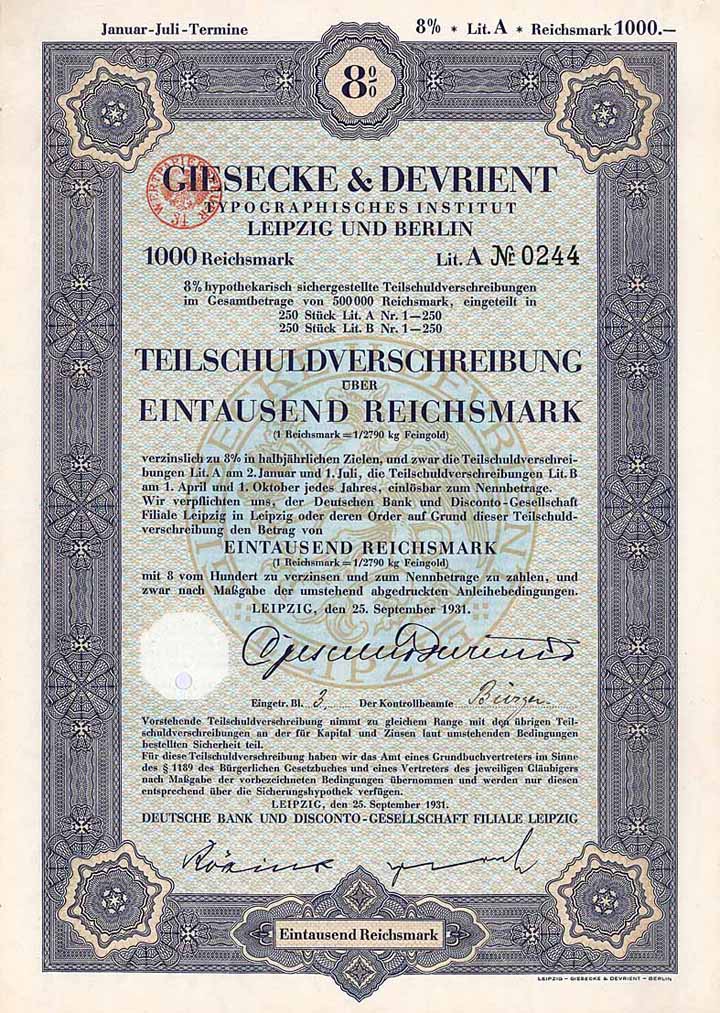 Januar-Juli-Termine 8% * Lit. A * Reichsmark 1000.—
8%
GIESECKE & DEVRIENT
TYPOGRAPHISCHES INSTITUT
LEIPZIG UND BERLIN
1000 Reichsmark Lit. A № 0244
8% hypothekarisch sichergestellte Teilschuldverschreibungen
im Gesamtbetrage von 500 000 Reichsmark, eingeteilt in
250 Stück Lit. A Nr. 1—250
250 Stück Lit. B Nr. 1—250
TEILSCHULDVERSCHREIBUNG
ÜBER
EINTAUSEND REICHSMARK
(1 Reichsmark = 1/2790 kg Feingold)
verzinslich zu 8% in halbjährlichen Zielen, und zwar die Teilschuldverschrei-
bungen Lit. A am 2. Januar und 1. Juli, die Teilschuldverschreibungen Lit. B
am 1. April und 1. Oktober jedes Jahres, einlösbar zum Nennbetrage.
Wir verpflichten uns, der Deutschen Bank und Disconto-Gesellschaft
Filiale Leipzig in Leipzig oder deren Order auf Grund dieser Teilschuld-
verschreibung den Betrag von
EINTAUSEND REICHSMARK
(1 Reichsmark = 1/2790 kg Feingold)
mit 8 vom Hundert zu verzinsen und zum Nennbetrage zu zahlen, und
zwar nach Maßgabe der umstehend abgedruckten Anleihebedingungen.
LEIPZIG, den 25. September 1931.
Giesecke & Devrient
Eingetr. Bl. 3. Der Kontrollbeamte Bürger
Vorstehende Teilschuldverschreibung nimmt zu gleichem Range mit den übrigen Teil-
schuldverschreibungen an der für Kapital und Zinsen laut umstehenden Bedingungen
bestellten Sicherheit teil.
Für diese Teilschuldverschreibung haben wir das Amt eines Grundbuchvertreters im Sinne
des § 1189 des Bürgerlichen Gesetzbuches und eines Vertreters des jeweiligen Gläubigers
nach Maßgabe der vorbezeichneten Bedingungen übernommen und werden nur diesen
entsprechend über die Sicherungshypothek verfügen.
LEIPZIG, den 25. September 1931.
DEUTSCHE BANK UND DISCONTO-GESELLSCHAFT FILIALE LEIPZIG
Eintausend Reichsmark
LEIPZIG – GIESECKE & DEVRIENT – BERLIN